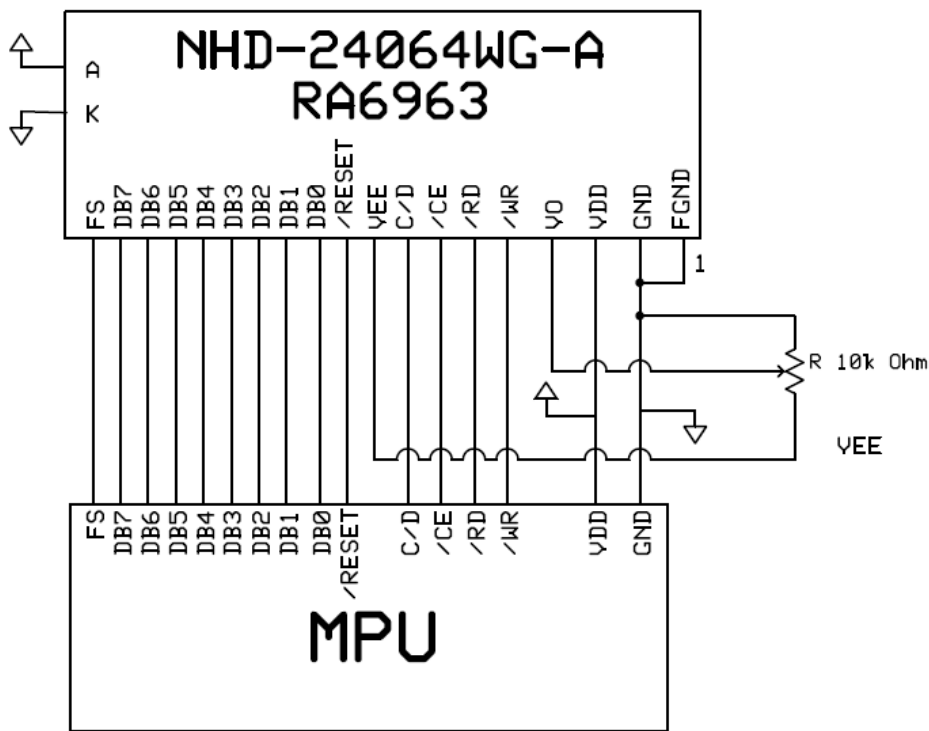 NHD-24064WG-A
RA6963
A
K
FS
DB7
DB6
DB5
DB4
DB3
DB2
DB1
DB0
/RESET
VEE
C/D
/CE
/RD
/WR
VO
VDD
GND
FGND
1
R 10k Ohm
VEE
FS
DB7
DB6
DB5
DB4
DB3
DB2
DB1
DB0
/RESET
C/D
/CE
/RD
/WR
VDD
GND
MPU